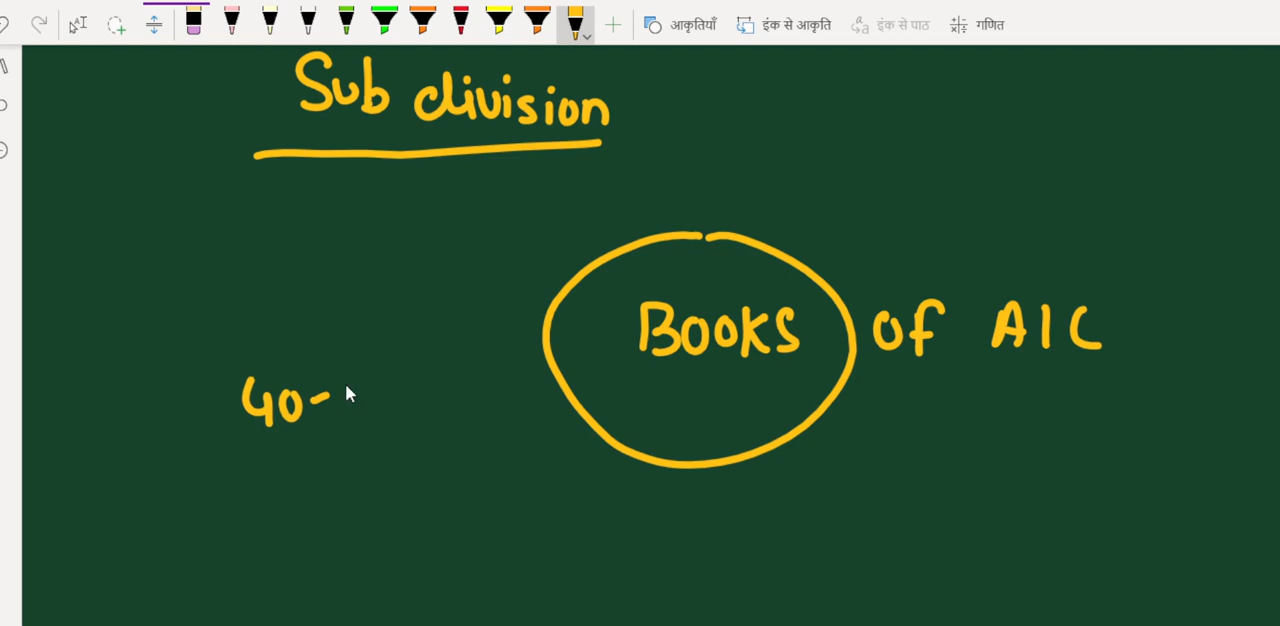 आकृतियाँ इंक से आकृति इंक से पाठ गणित
Sub division
Books of A/C
40-